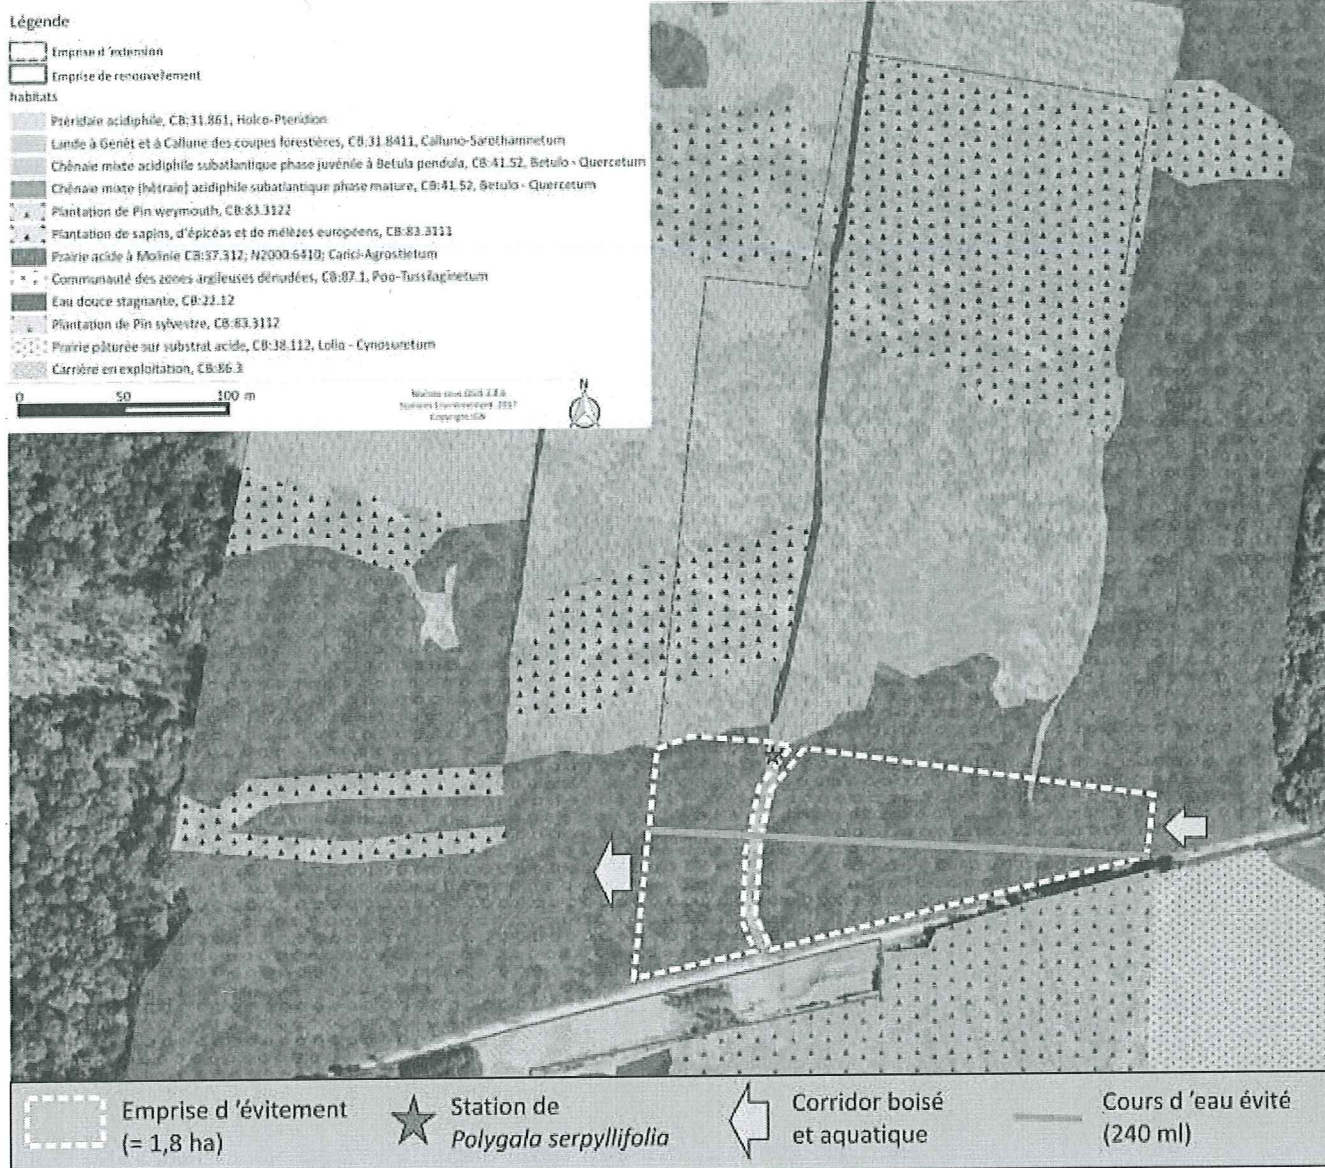 Légende
Emprise d 'extension
Emprise de renouvellement
habitats
Ptéridaie acidiphile, CB:31.861, Holco-Pteridion
Lande à Genêt et à Callune des coupes forestières, CB:31.8411, Calluno-Sarothamnetum
Chênaie mixte acidiphile subatlantique phase juvénile à Betula pendula, CB:41.52, Betulo - Quercetum
Chênaie mixte (hêtraie) acidiphile subatlantique phase mature, CB:41.52, Betulo - Quercetum
Plantation de Pin weymouth, CB:83.3122
Plantation de sapins, d'épicéas et de mélèzes européens, CB:83.3111
Prairie acide à Molinie CB:37.312; N2000:6410; Carici-Agrostietum
Communauté des zones argileuses dénudées, CB:87.1, Poo-Tussilaginetum
Eau douce stagnante, CB:22.12
Plantation de Pin sylvestre, CB:83.3112
Prairie pâturée sur substrat acide, CB:38.112, Lolio - Cynosuretum
Carrière en exploitation, CB:86.3
0 50 100 m
N
Copyright IGN
Emprise d 'évitement
(= 1,8 ha)
Station de
Polygala serpyllifolia
Corridor boisé
et aquatique
Cours d 'eau évité
(240 ml)